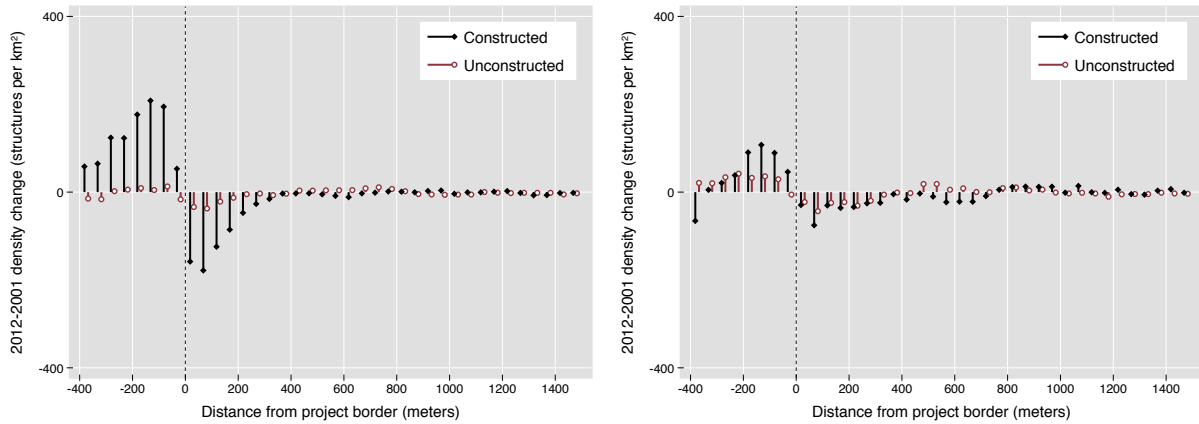 2012-2001 density change (structures per km²)
400
0
-400
Constructed
Unconstructed
-400 -200 0 200 400 600 800 1000 1200 1400
Distance from project border (meters)
2012-2001 density change (structures per km²)
400
0
-400
Constructed
Unconstructed
-400 -200 0 200 400 600 800 1000 1200 1400
Distance from project border (meters)